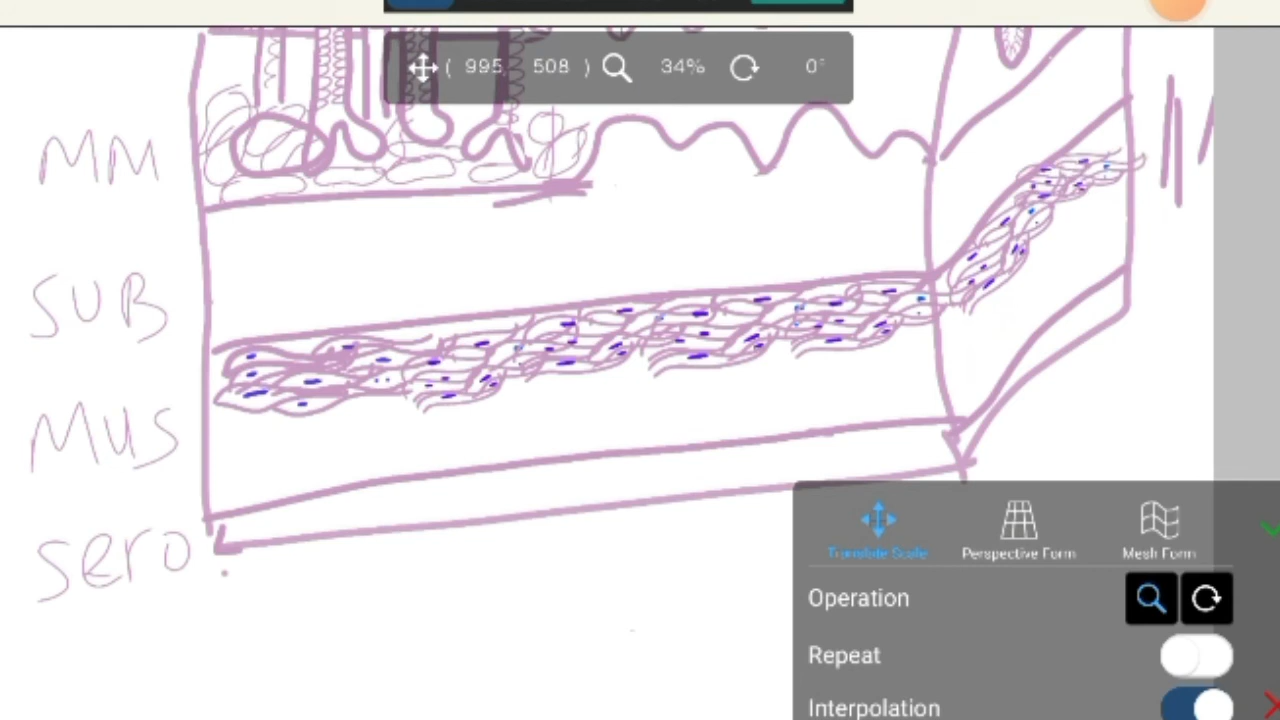 ( 995 508 ) 34% 0°
MM
SUB
MUS
sero
Translate Scale
Perspective Form
Mesh Form
Operation
Repeat
Interpolation